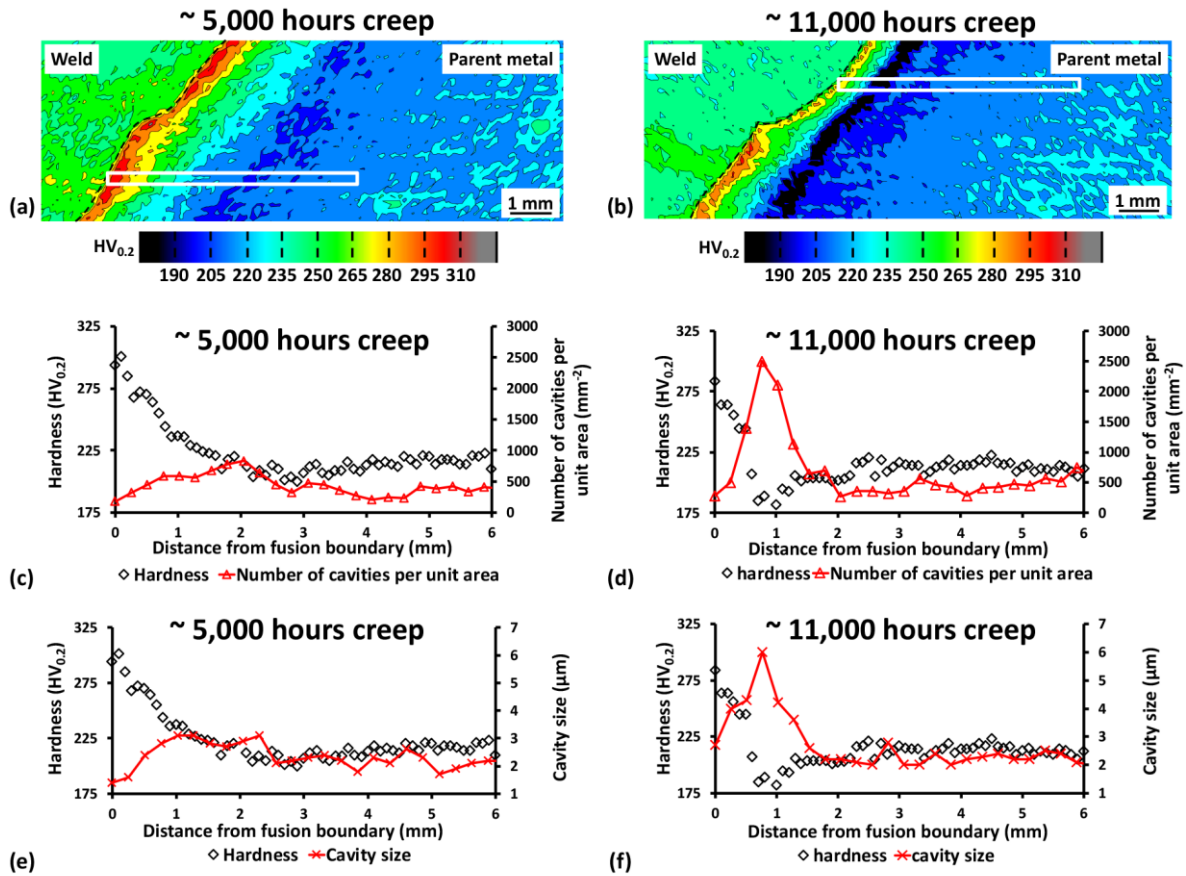 ~ 5,000 hours creep
Weld
Parent metal
1 mm
(a)
HV0.2
190 205 220 235 250 265 280 295 310
~ 11,000 hours creep
Weld
Parent metal
1 mm
(b)
HV0.2
190 205 220 235 250 265 280 295 310
~ 5,000 hours creep
325
275
225
175
Hardness (HV0.2)
3000
2500
2000
1500
1000
500
0
Number of cavities per
unit area (mm-2)
0 1 2 3 4 5 6
Distance from fusion boundary (mm)
Hardness Number of cavities per unit area
(c)
~ 11,000 hours creep
325
275
225
175
Hardness (HV0.2)
3000
2500
2000
1500
1000
500
0
Number of cavities per
unit area (mm-2)
0 1 2 3 4 5 6
Distance from fusion boundary (mm)
hardness Number of cavities per unit area
(d)
~ 5,000 hours creep
325
275
225
175
Hardness (HV0.2)
7
6
5
4
3
2
1
Cavity size (μm)
0 1 2 3 4 5 6
Distance from fusion boundary (mm)
Hardness Cavity size
(e)
~ 11,000 hours creep
325
275
225
175
Hardness (HV0.2)
7
6
5
4
3
2
1
Cavity size (μm)
0 1 2 3 4 5 6
Distance from fusion boundary (mm)
hardness cavity size
(f)